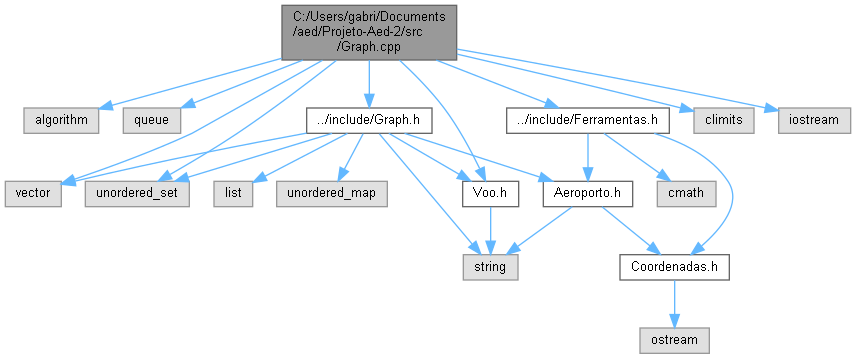 C:/Users/gabri/Documents
/aed/Projeto-Aed-2/src
/Graph.cpp
algorithm
queue
../include/Graph.h
../include/Ferramentas.h
climits
iostream
vector
unordered_set
list
unordered_map
Voo.h
Aeroporto.h
cmath
string
Coordenadas.h
ostream